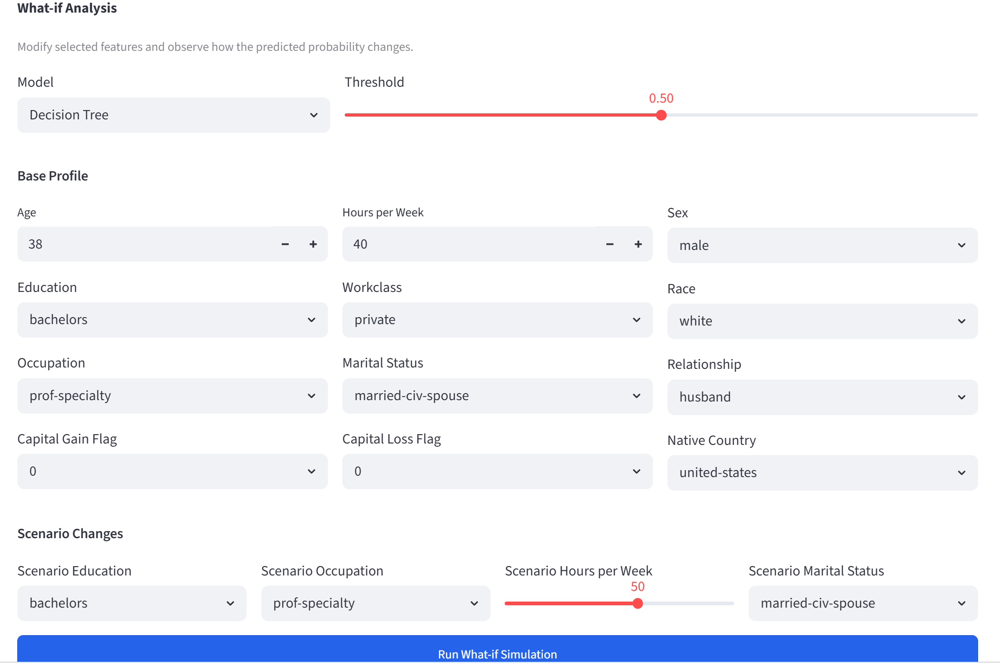 What-if Analysis
Modify selected features and observe how the predicted probability changes.
Model
Threshold
0.50
Decision Tree
Base Profile
Age
Hours per Week
Sex
38
40
male
Education
Workclass
Race
bachelors
private
white
Occupation
Marital Status
Relationship
prof-specialty
married-civ-spouse
husband
Capital Gain Flag
Capital Loss Flag
Native Country
0
0
united-states
Scenario Changes
Scenario Education
Scenario Occupation
Scenario Hours per Week
Scenario Marital Status
50
bachelors
prof-specialty
married-civ-spouse
Run What-if Simulation